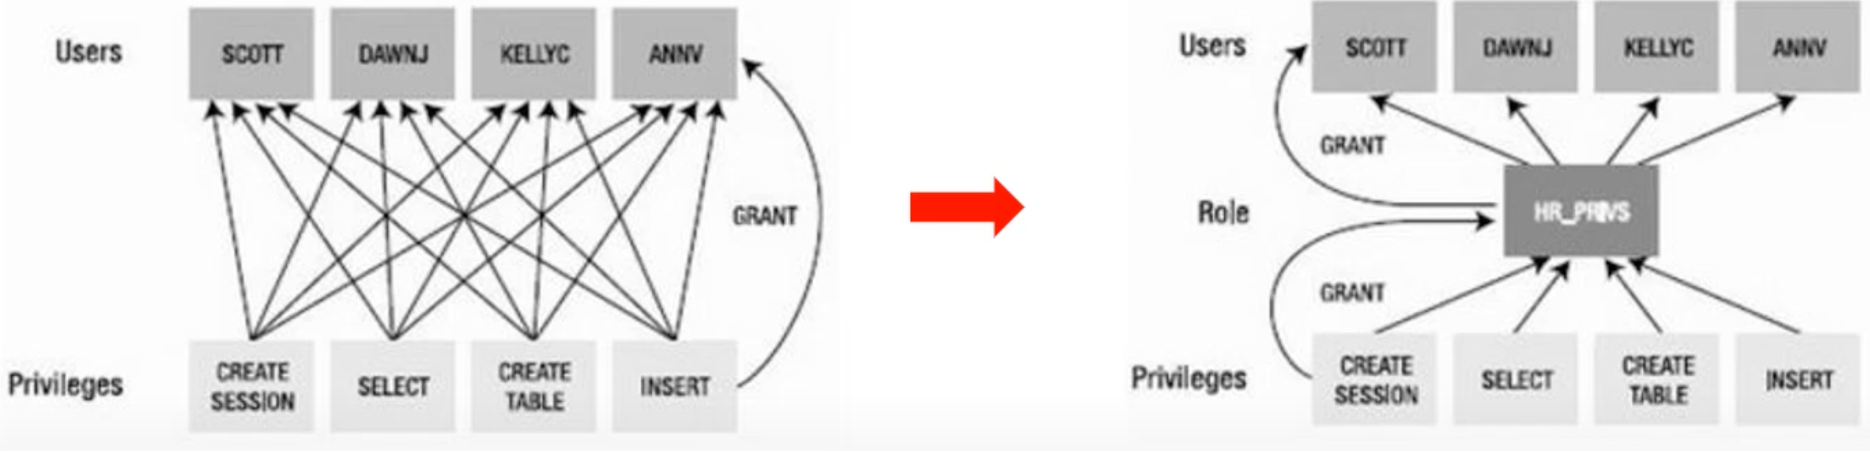 Users
SCOTT
DAWNJ
KELLYC
ANNV
GRANT
Privileges
CREATE
SESSION
SELECT
CREATE
TABLE
INSERT
Users
SCOTT
DAWNJ
KELLYC
ANNV
GRANT
Role
HR_PRIVS
GRANT
Privileges
CREATE
SESSION
SELECT
CREATE
TABLE
INSERT